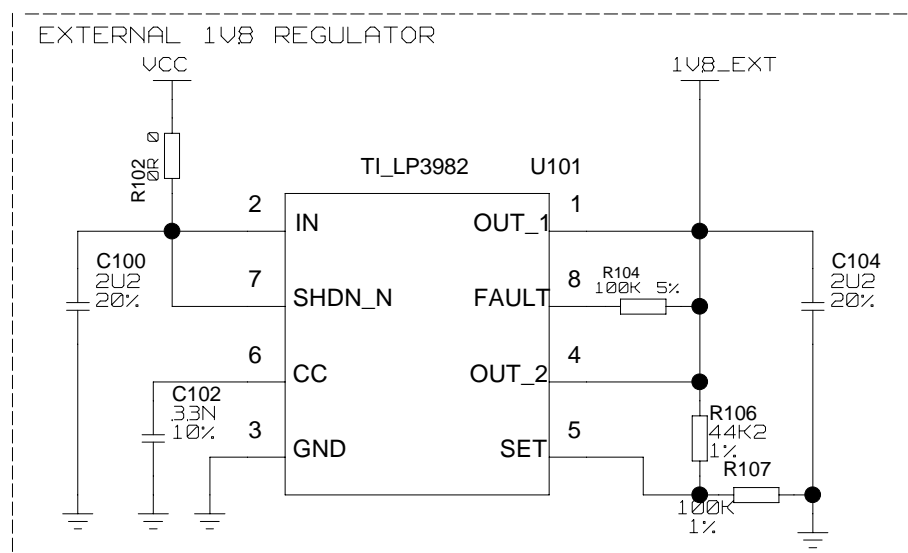 EXTERNAL 1V8 REGULATOR
VCC
1V8_EXT
R102
0R 0
TI_LP3982
U101
2
IN
OUT_1
1
C100
2U2
20%
7
SHDN_N
FAULT
8
R104
100K 5%
C104
2U2
20%
6
CC
OUT_2
4
C102
33N
10%
3
GND
SET
5
R106
44K2
1%
R107
100K
1%